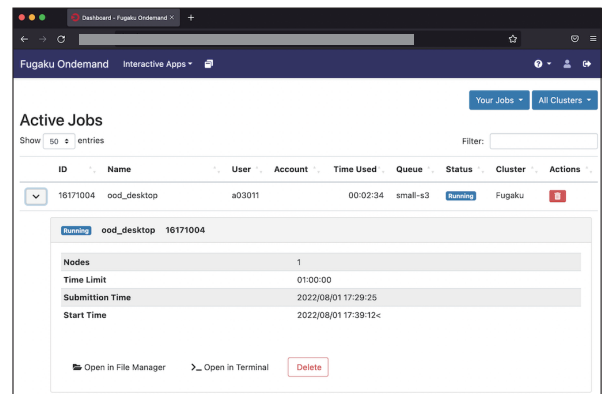 Dashboard - Fugaku Ondemand
Fugaku Ondemand Interactive Apps
Your Jobs All Clusters
Active Jobs
Show 50 entries Filter:
ID Name User Account Time Used Queue Status Cluster Actions
16171004 ood_desktop a03011 00:02:34 small-s3 Running Fugaku
Running ood_desktop 16171004
Nodes 1
Time Limit 01:00:00
Submittion Time 2022/08/01 17:29:25
Start Time 2022/08/01 17:39:12<
Open in File Manager >_ Open in Terminal Delete